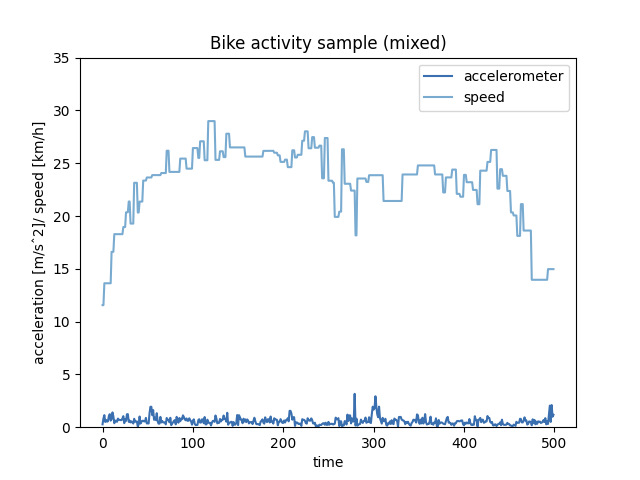 Bike activity sample (mixed)
accelerometer
speed
acceleration [m/sˆ2]/ speed [km/h]
35
30
25
20
15
10
5
0
0 100 200 300 400 500
time